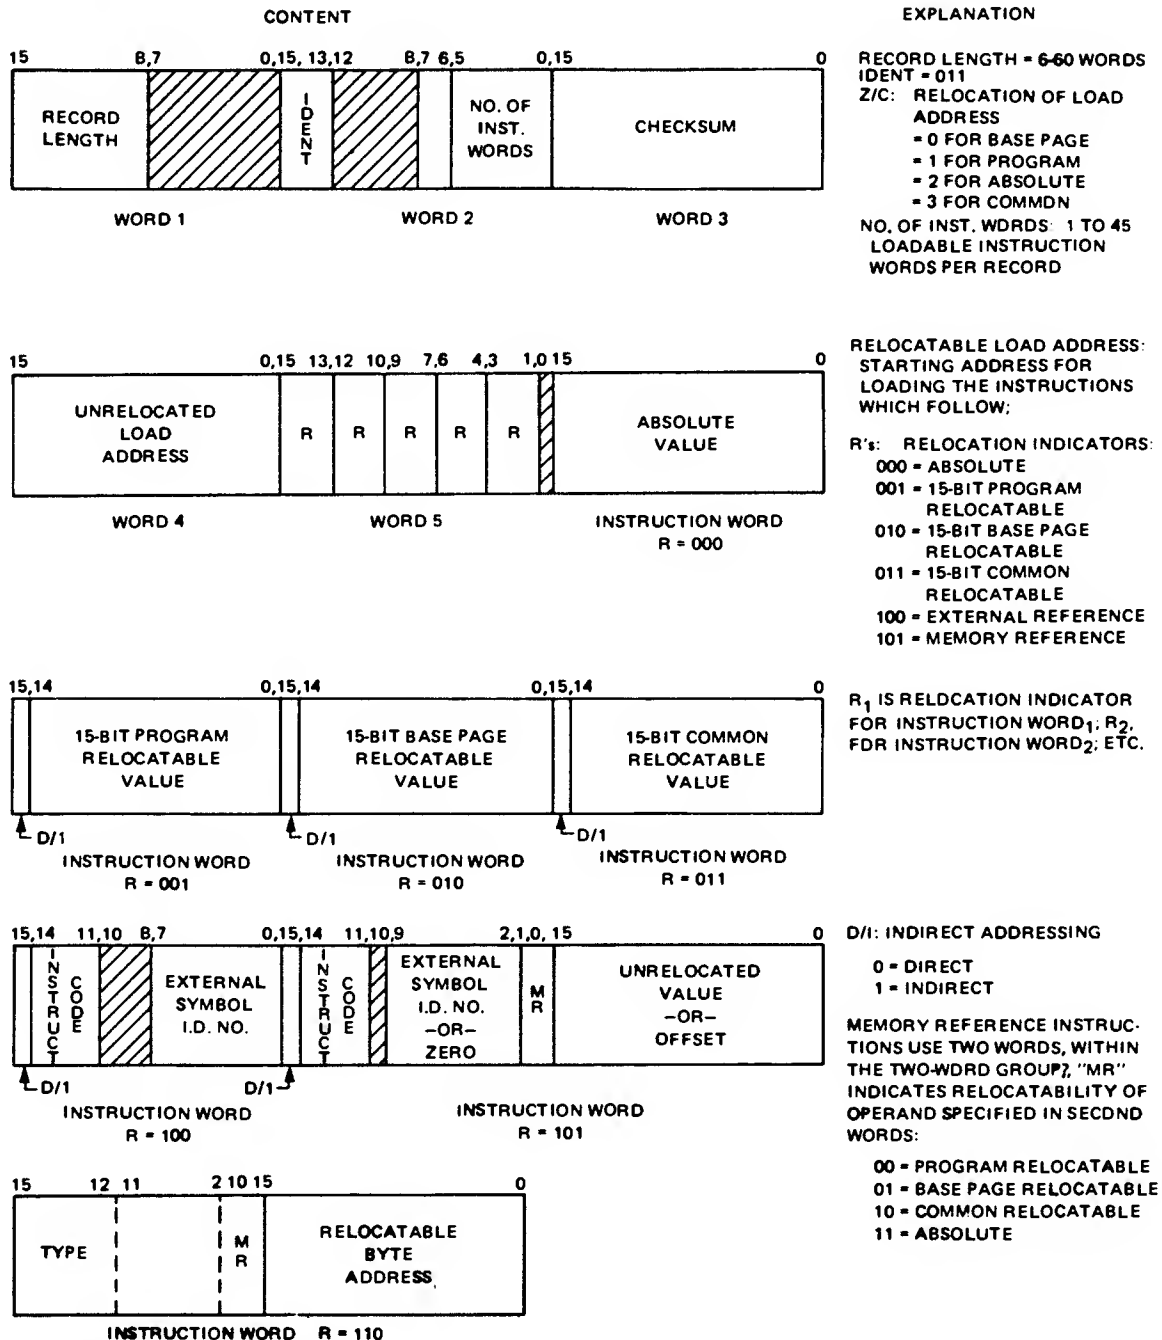 CONTENT
EXPLANATION
15 8,7 0,15, 13,12 8,7 6,5 0,15 0
RECORD LENGTH
IDENT
NO. OF INST. WORDS
CHECKSUM
WORD 1 WORD 2 WORD 3
RECORD LENGTH = 6-60 WORDS
IDENT = 011
Z/C: RELOCATION OF LOAD
ADDRESS
= 0 FOR BASE PAGE
= 1 FOR PROGRAM
= 2 FOR ABSOLUTE
= 3 FOR COMMDN
NO. OF INST. WDRDS: 1 TO 45
LOADABLE INSTRUCTION
WORDS PER RECORD
15 0,15 13,12 10,9 7,6 4,3 1,0 15 0
UNRELOCATED
LOAD
ADDRESS
R R R R R
ABSOLUTE
VALUE
WORD 4 WORD 5 INSTRUCTION WORD
R = 000
RELOCATABLE LOAD ADDRESS:
STARTING ADDRESS FOR
LOADING THE INSTRUCTIONS
WHICH FOLLOW;
R's: RELOCATION INDICATORS:
000 = ABSOLUTE
001 = 15-BIT PROGRAM
RELOCATABLE
010 = 15-BIT BASE PAGE
RELOCATABLE
011 = 15-BIT COMMON
RELOCATABLE
100 = EXTERNAL REFERENCE
101 = MEMORY REFERENCE
15,14 0,15,14 0,15,14 0
15-BIT PROGRAM
RELOCATABLE
VALUE
15-BIT BASE PAGE
RELOCATABLE
VALUE
15-BIT COMMON
RELOCATABLE
VALUE
D/1 D/1 D/1
INSTRUCTION WORD
R = 001
INSTRUCTION WORD
R = 010
INSTRUCTION WORD
R = 011
R1 IS RELDCATION INDICATOR
FOR INSTRUCTION WORD1; R2,
FDR INSTRUCTION WORD2; ETC.
15,14 11,10 8,7 0,15,14 11,10,9 2,1,0, 15 0
INSTRUCT
CODE
EXTERNAL
SYMBOL
I.D. NO.
INSTRUCT
CODE
EXTERNAL
SYMBOL
I.D. NO.
–OR–
ZERO
MR
UNRELOCATED
VALUE
–OR–
OFFSET
D/1 D/1
INSTRUCTION WORD
R = 100
INSTRUCTION WORD
R = 101
D/I: INDIRECT ADDRESSING
0 = DIRECT
1 = INDIRECT
MEMORY REFERENCE INSTRUC-
TIONS USE TWO WORDS, WITHIN
THE TWO-WDRD GROUP?, "MR"
INDICATES RELOCATABILITY OF
OPERAND SPECIFIED IN SECDND
WORDS:
00 = PROGRAM RELOCATABLE
01 = BASE PAGE RELOCATABLE
10 = COMMON RELOCATABLE
11 = ABSOLUTE
15 12 11 2 10 15 0
TYPE
MR
RELOCATABLE
BYTE
ADDRESS
INSTRUCTION WORD R = 110